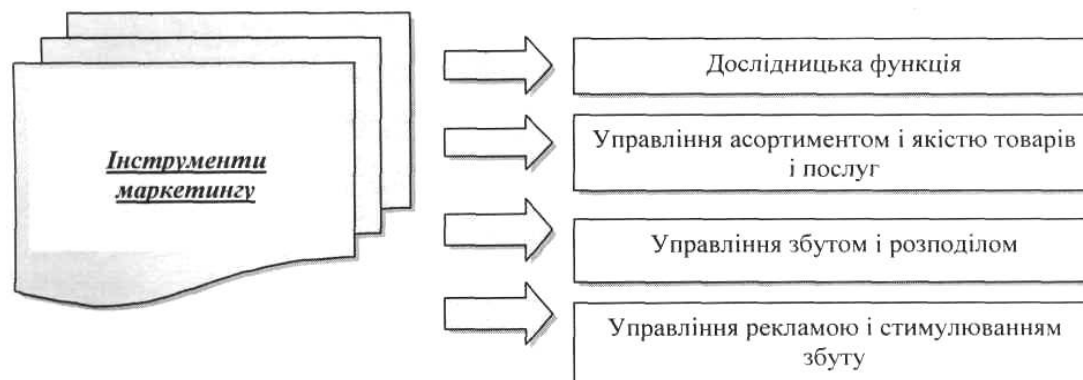 Інструменти
маркетингу
Дослідницька функція
Управління асортиментом і якістю товарів
і послуг
Управління збутом і розподілом
Управління рекламою і стимулюванням
збуту